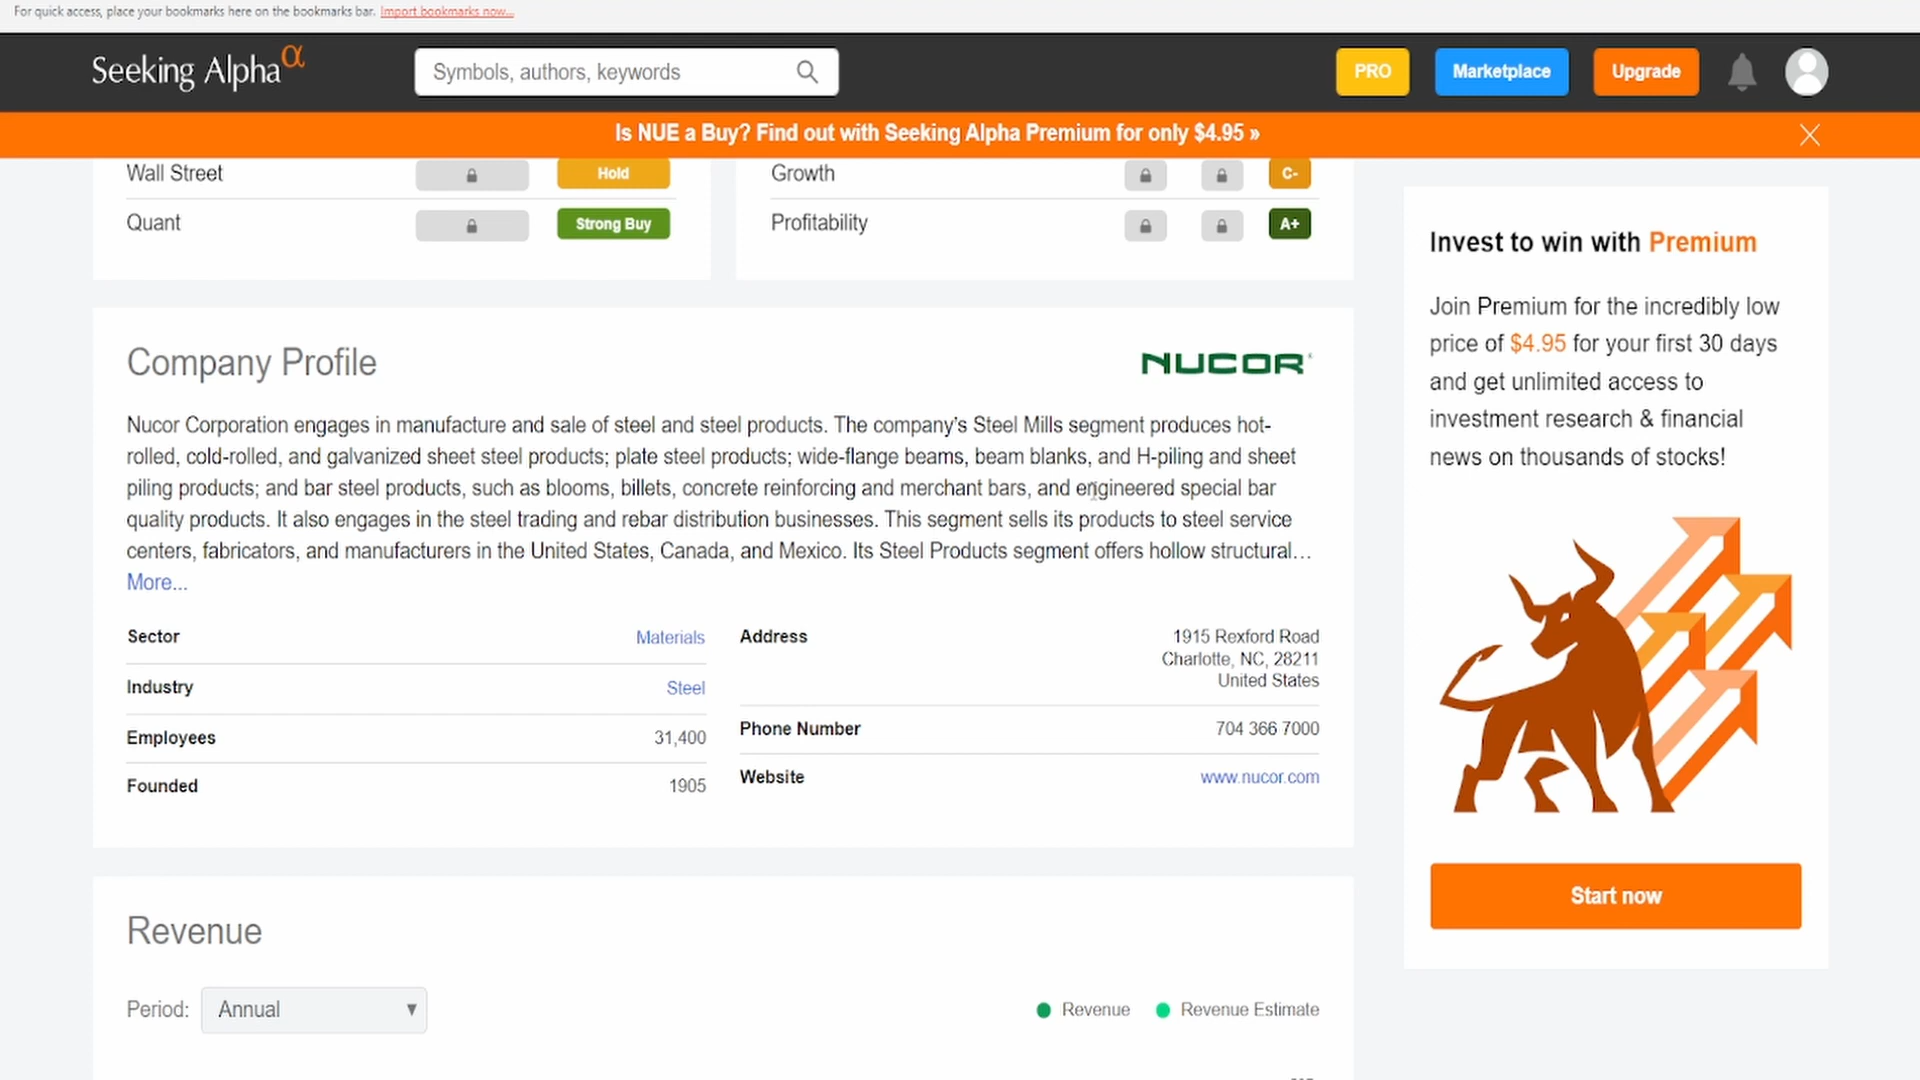 For quick access, place your bookmarks here on the bookmarks bar. Import bookmarks now...
Seeking Alpha α
Symbols, authors, keywords
PRO
Marketplace
Upgrade
Is NUE a Buy? Find out with Seeking Alpha Premium for only $4.95 »
Wall Street
Hold
Quant
Strong Buy
Growth
C-
Profitability
A+
Company Profile
NUCOR
Nucor Corporation engages in manufacture and sale of steel and steel products. The company's Steel Mills segment produces hot-
rolled, cold-rolled, and galvanized sheet steel products; plate steel products; wide-flange beams, beam blanks, and H-piling and sheet
piling products; and bar steel products, such as blooms, billets, concrete reinforcing and merchant bars, and engineered special bar
quality products. It also engages in the steel trading and rebar distribution businesses. This segment sells its products to steel service
centers, fabricators, and manufacturers in the United States, Canada, and Mexico. Its Steel Products segment offers hollow structural...
More...
Sector
Materials
Industry
Steel
Employees
31,400
Founded
1905
Address
1915 Rexford Road
Charlotte, NC, 28211
United States
Phone Number
704 366 7000
Website
www.nucor.com
Revenue
Period:
Annual
Revenue
Revenue Estimate
Invest to win with Premium
Join Premium for the incredibly low
price of $4.95 for your first 30 days
and get unlimited access to
investment research & financial
news on thousands of stocks!
Start now